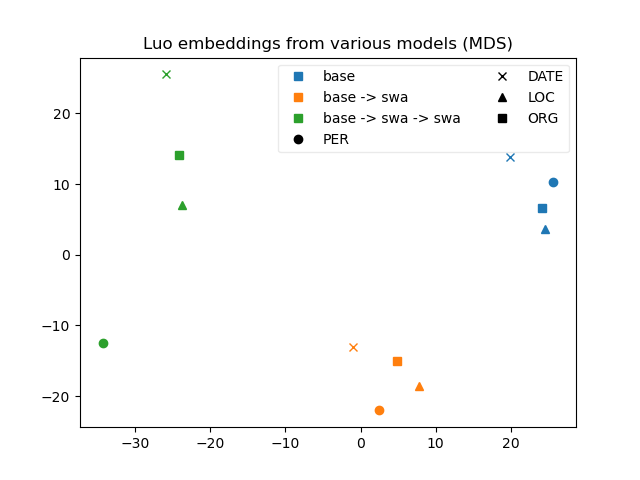 Luo embeddings from various models (MDS)
base
base -> swa
base -> swa -> swa
PER
DATE
LOC
ORG
20
10
0
−10
−20
−30
−20
−10
0
10
20